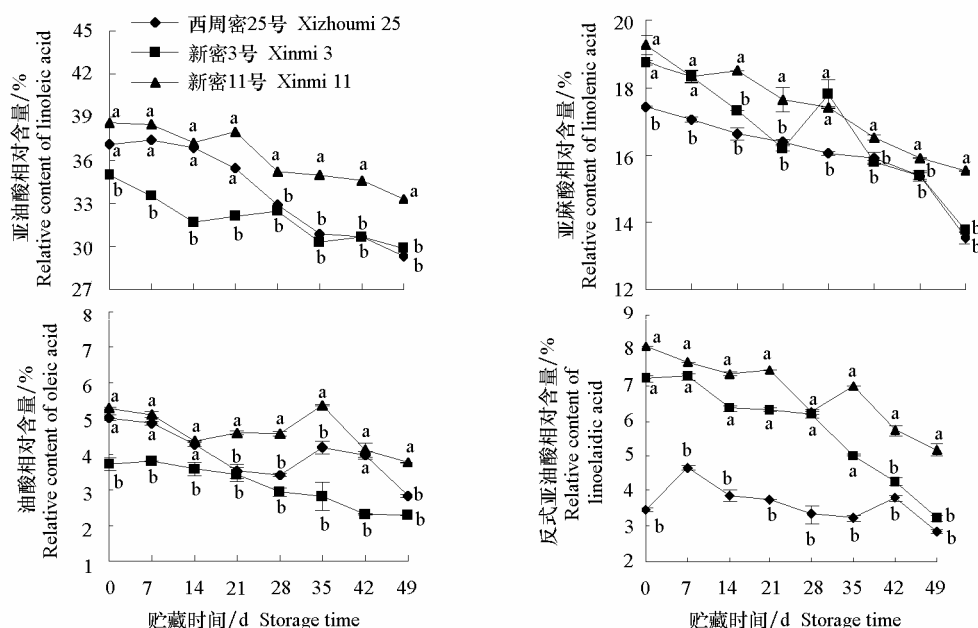 45
42
39
36
33
30
27
亚油酸相对含量/%
Relative content of linoleic acid
西周密25号 Xizhoumi 25
新密3号 Xinmi 3
新密11号 Xinmi 11
a a a a a a a a
a a a a b b b b
b b b b b b b b
20
18
16
14
12
亚麻酸相对含量/%
Relative content of linolenic acid
a a a a a a a a
a a b b a b b b
b b b b b b b b
8
7
6
5
4
3
2
1
油酸相对含量/%
Relative content of oleic acid
a a a a a a a a
a a a b b b a b
b b b b b b b b
0 7 14 21 28 35 42 49
贮藏时间/d Storage time
9
8
7
6
5
4
3
2
反式亚油酸相对含量/%
Relative content of
linoelaidic acid
a a a a a a a a
a a a a a a b b
b b b b b b b b
0 7 14 21 28 35 42 49
贮藏时间/d Storage time